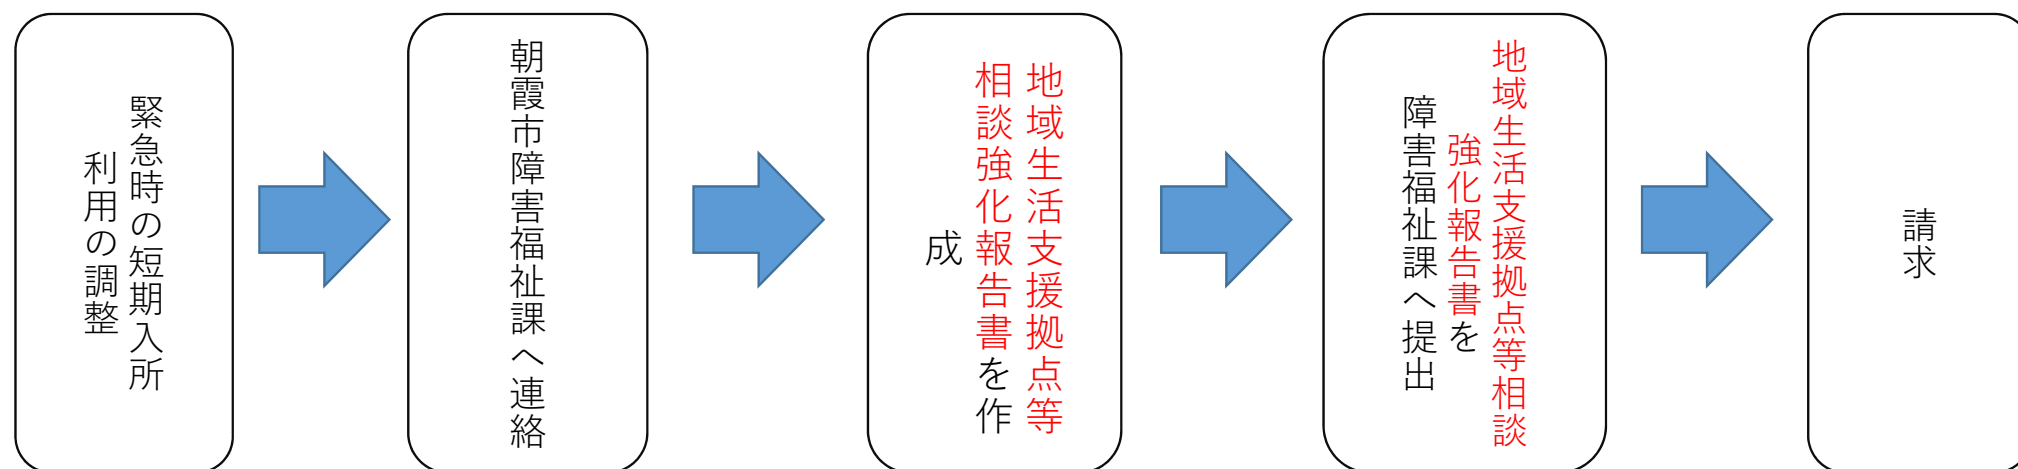 緊急時の短期入所
利用の調整
朝霞市障害福祉課へ連絡
地域生活支援拠点等
相談強化報告書を作
成
地域生活支援拠点等相談
強化報告書を
障害福祉課へ提出
請求